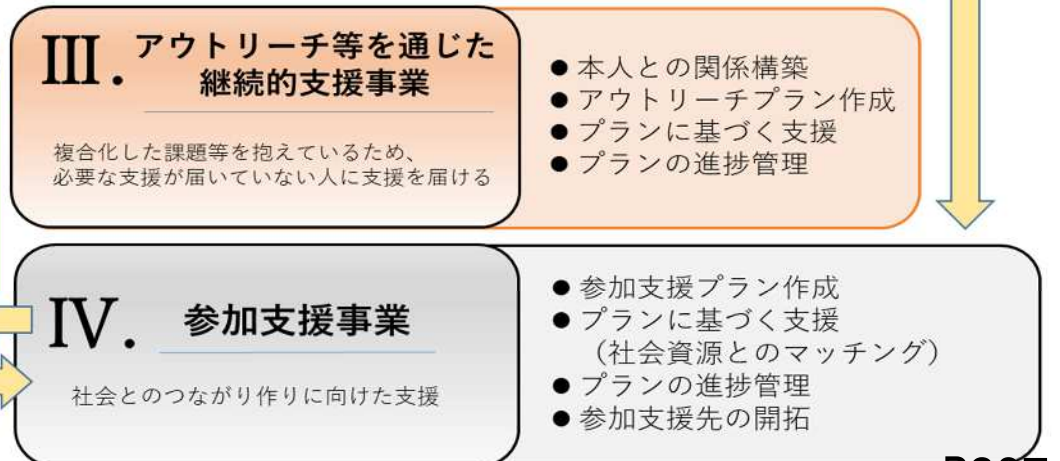 Ⅲ. アウトリーチ等を通じた
継続的支援事業
複合化した課題等を抱えているため、
必要な支援が届いていない人に支援を届ける
● 本人との関係構築
● アウトリーチプラン作成
● プランに基づく支援
● プランの進捗管理
Ⅳ. 参加支援事業
社会とのつながり作りに向けた支援
● 参加支援プラン作成
● プランに基づく支援
(社会資源とのマッチング)
● プランの進捗管理
● 参加支援先の開拓